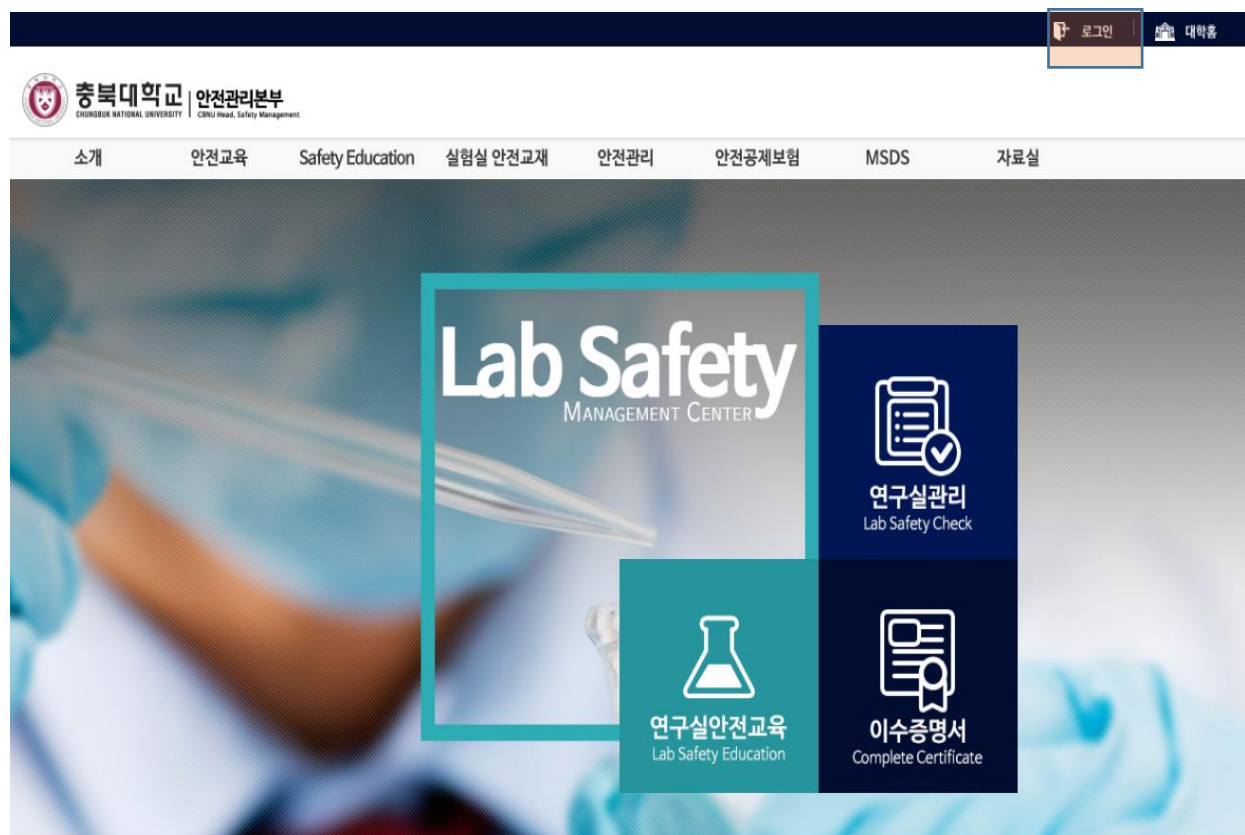 로그인 대학홈
충북대학교 안전관리본부
CHUNGBUK NATIONAL UNIVERSITY CBNU Head, Safety Management
소개 안전교육 Safety Education 실험실 안전교재 안전관리 안전공제보험 MSDS 자료실
Lab Safety
MANAGEMENT CENTER
연구실관리
Lab Safety Check
연구실안전교육
Lab Safety Education
이수증명서
Complete Certificate